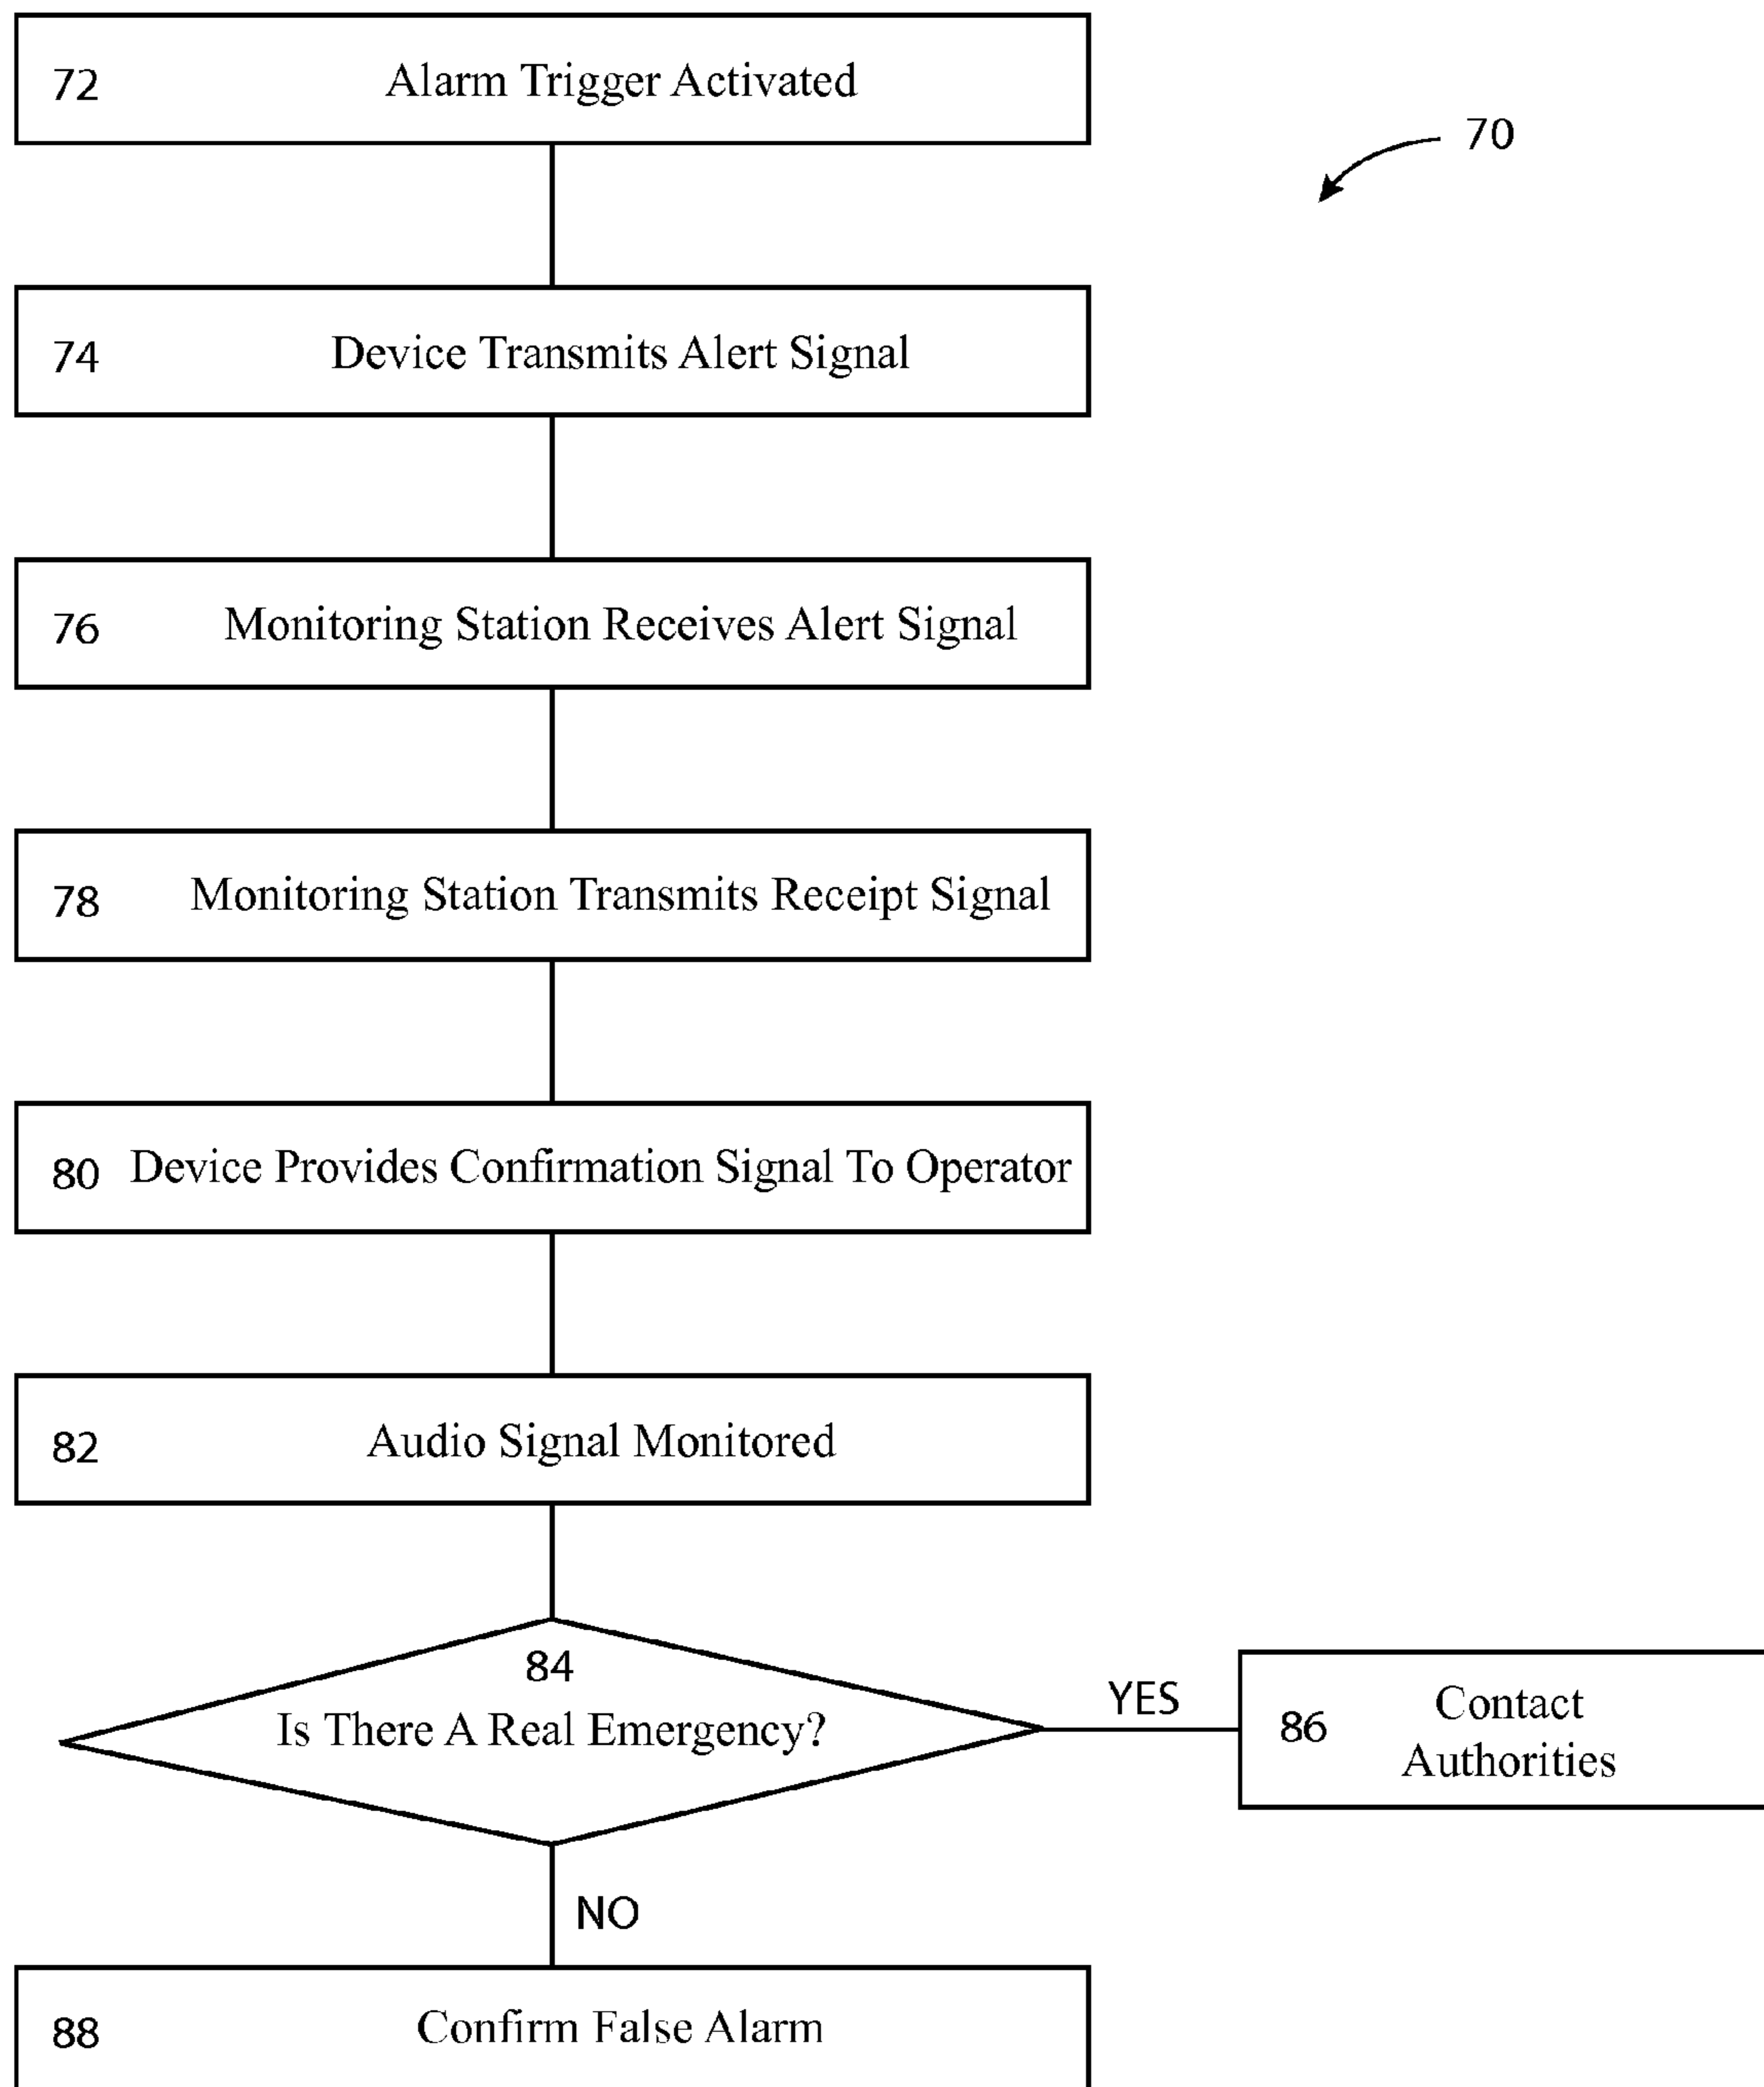 72 Alarm Trigger Activated
70
74 Device Transmits Alert Signal
76 Monitoring Station Receives Alert Signal
78 Monitoring Station Transmits Receipt Signal
80 Device Provides Confirmation Signal To Operator
82 Audio Signal Monitored
84
Is There A Real Emergency?
YES
86 Contact
Authorities
NO
88 Confirm False Alarm